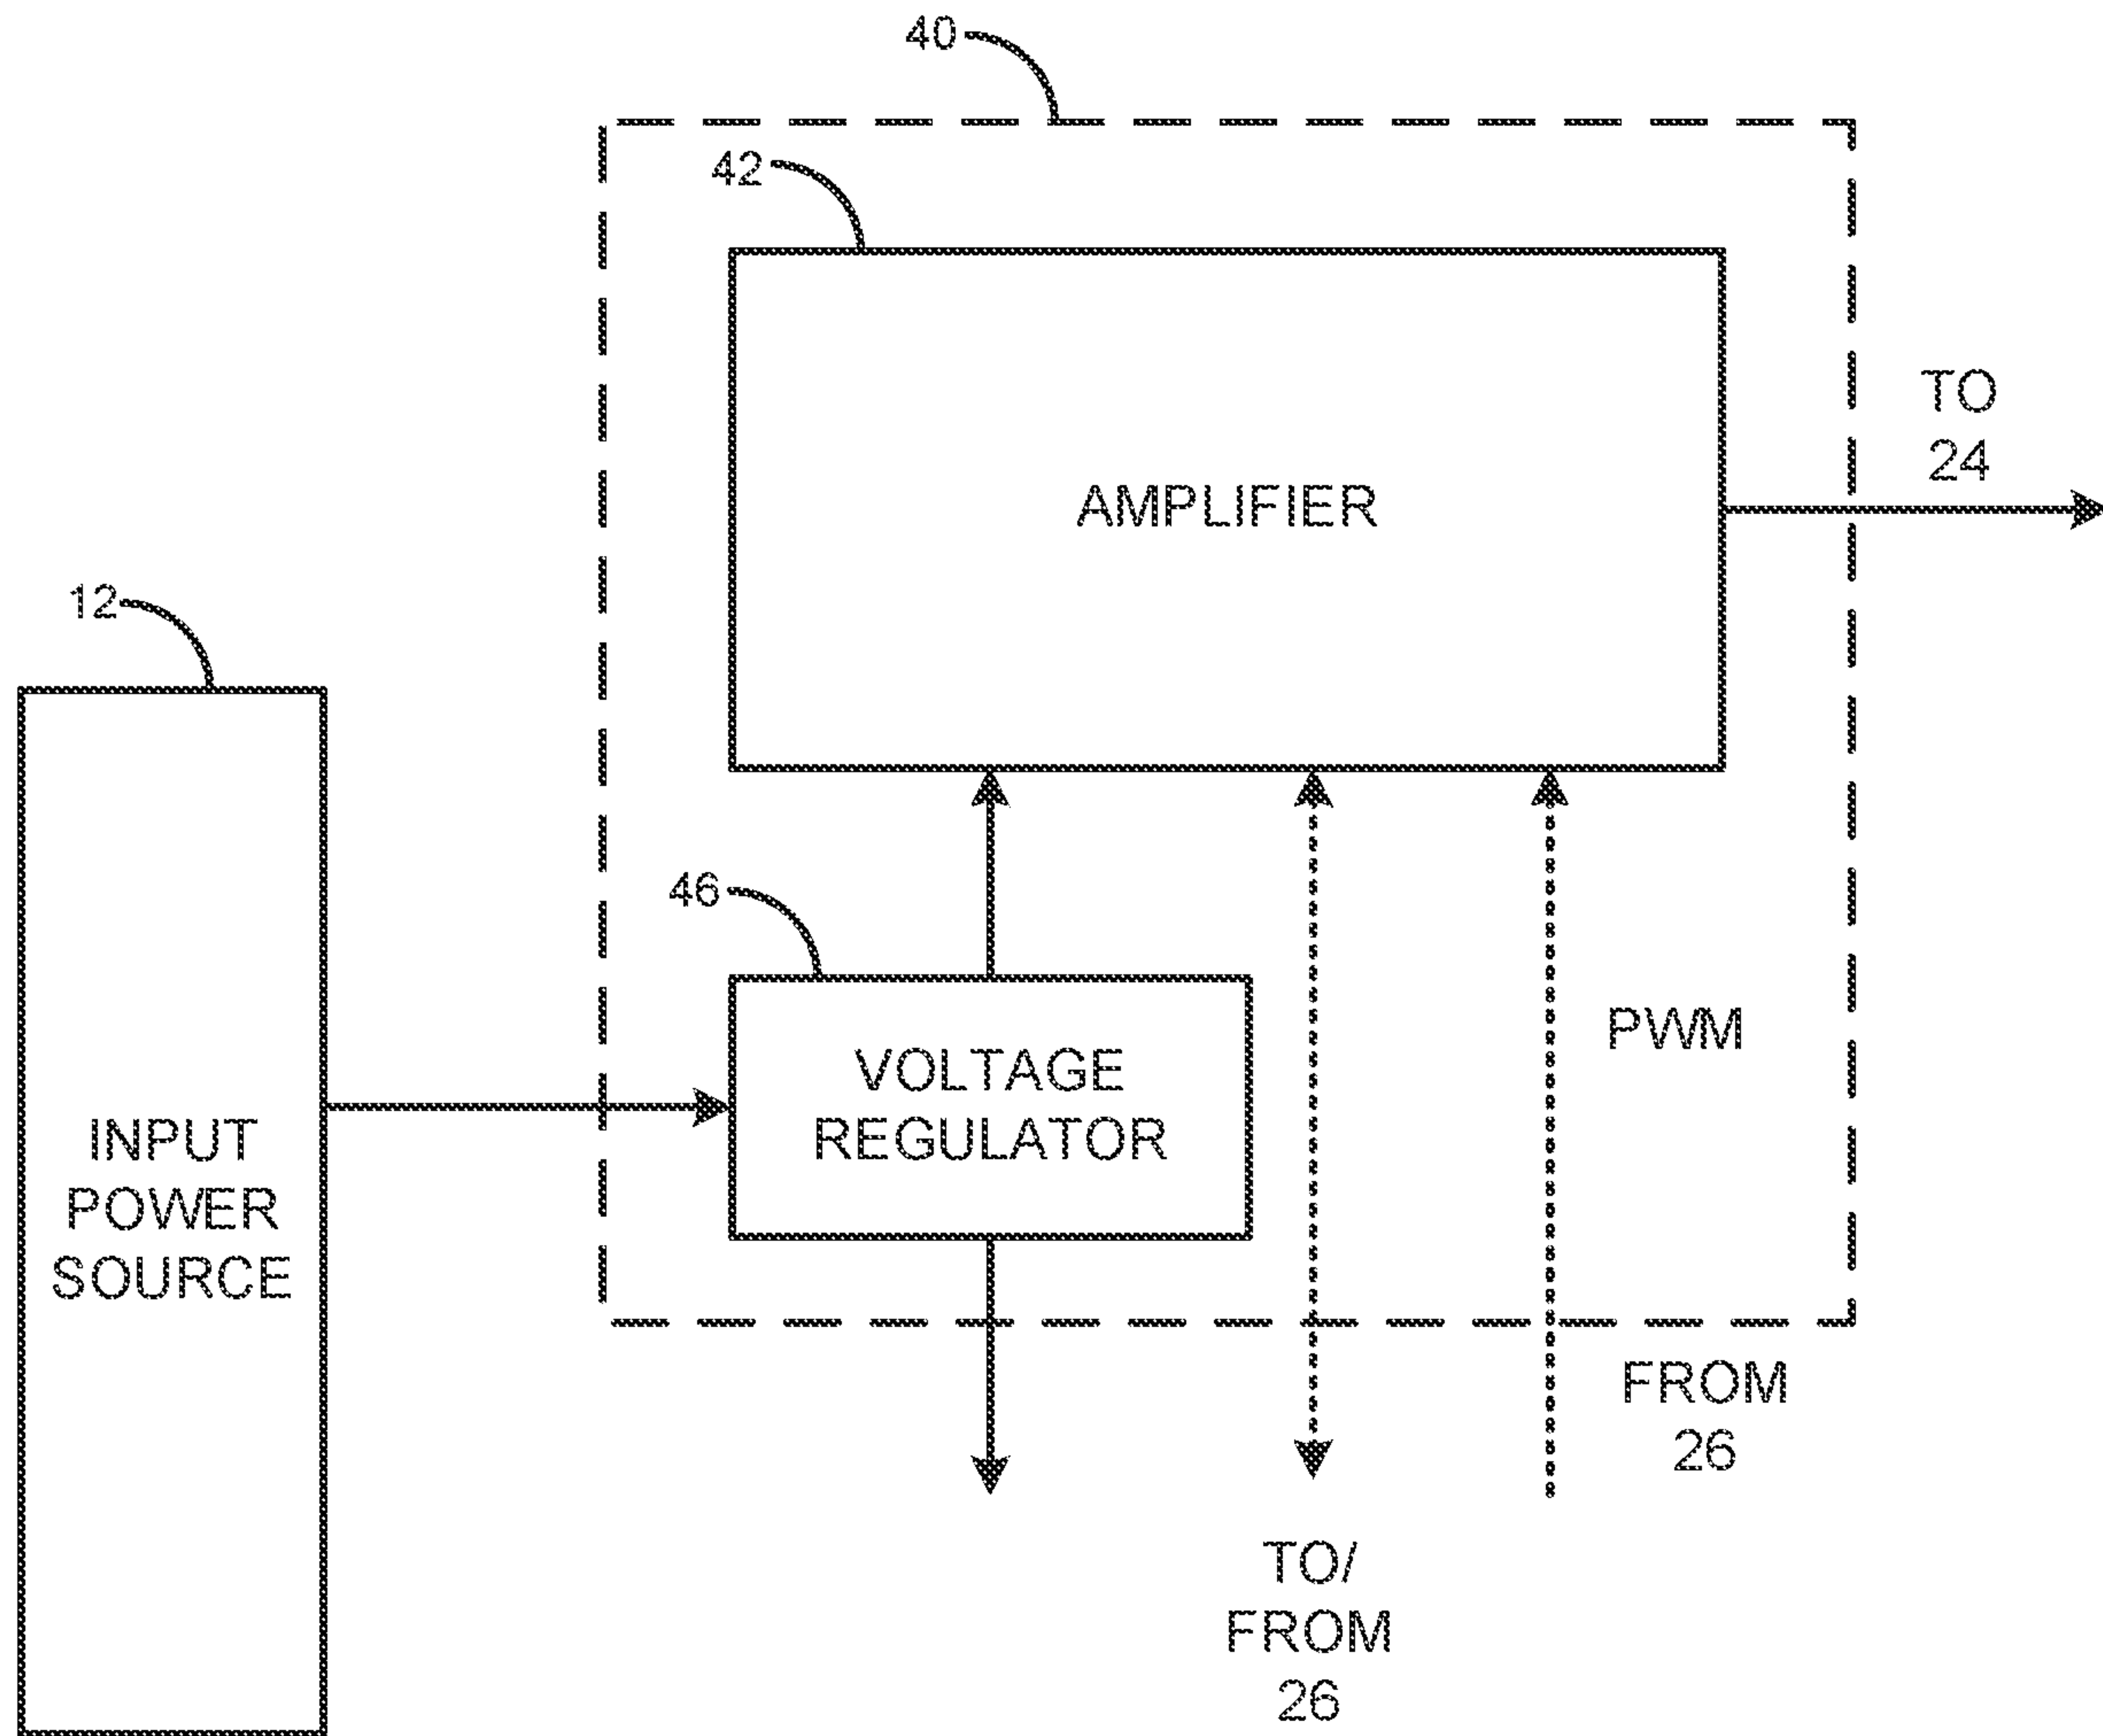 40
42
TO
24
AMPLIFIER
12
46
PWM
VOLTAGE
REGULATOR
INPUT
POWER
SOURCE
FROM
26
TO/
FROM
26